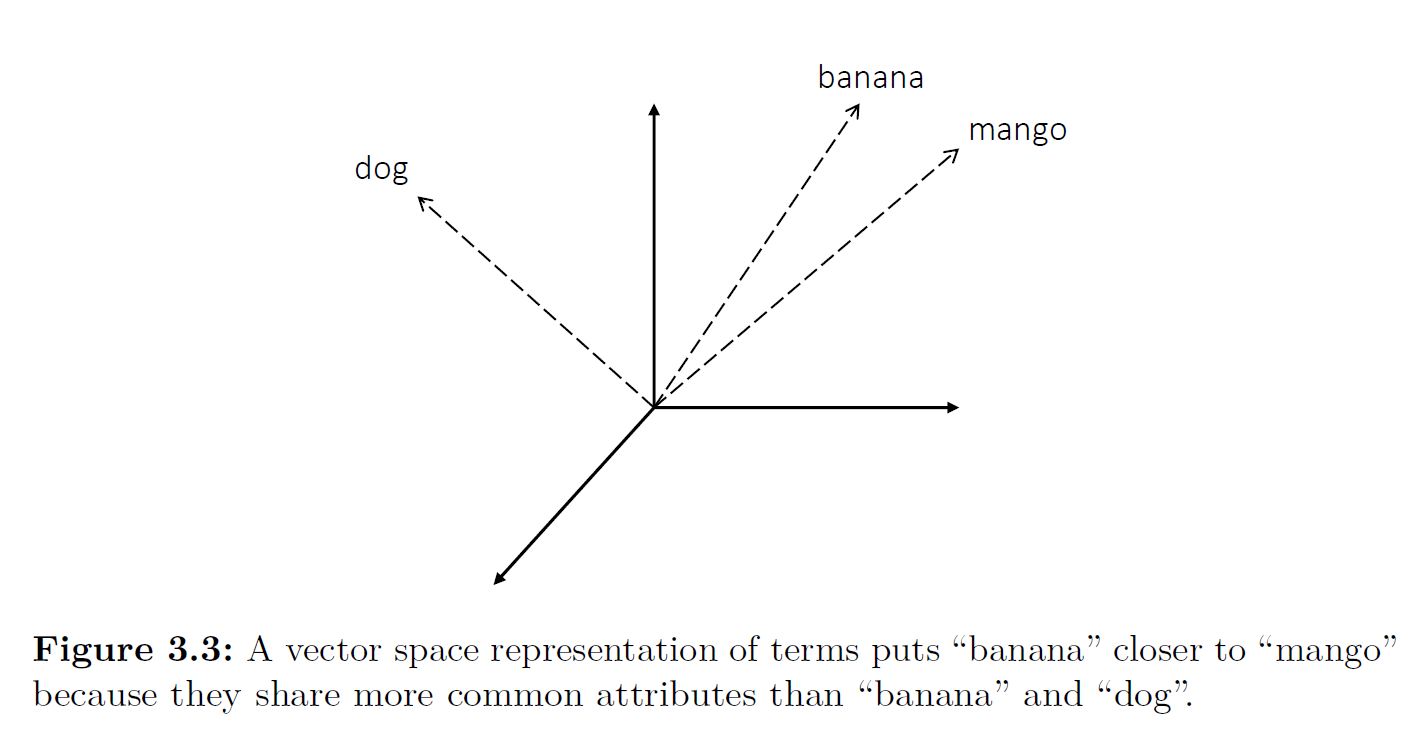 banana
mango
dog
Figure 3.3: A vector space representation of terms puts “banana” closer to “mango”
because they share more common attributes than “banana” and “dog”.